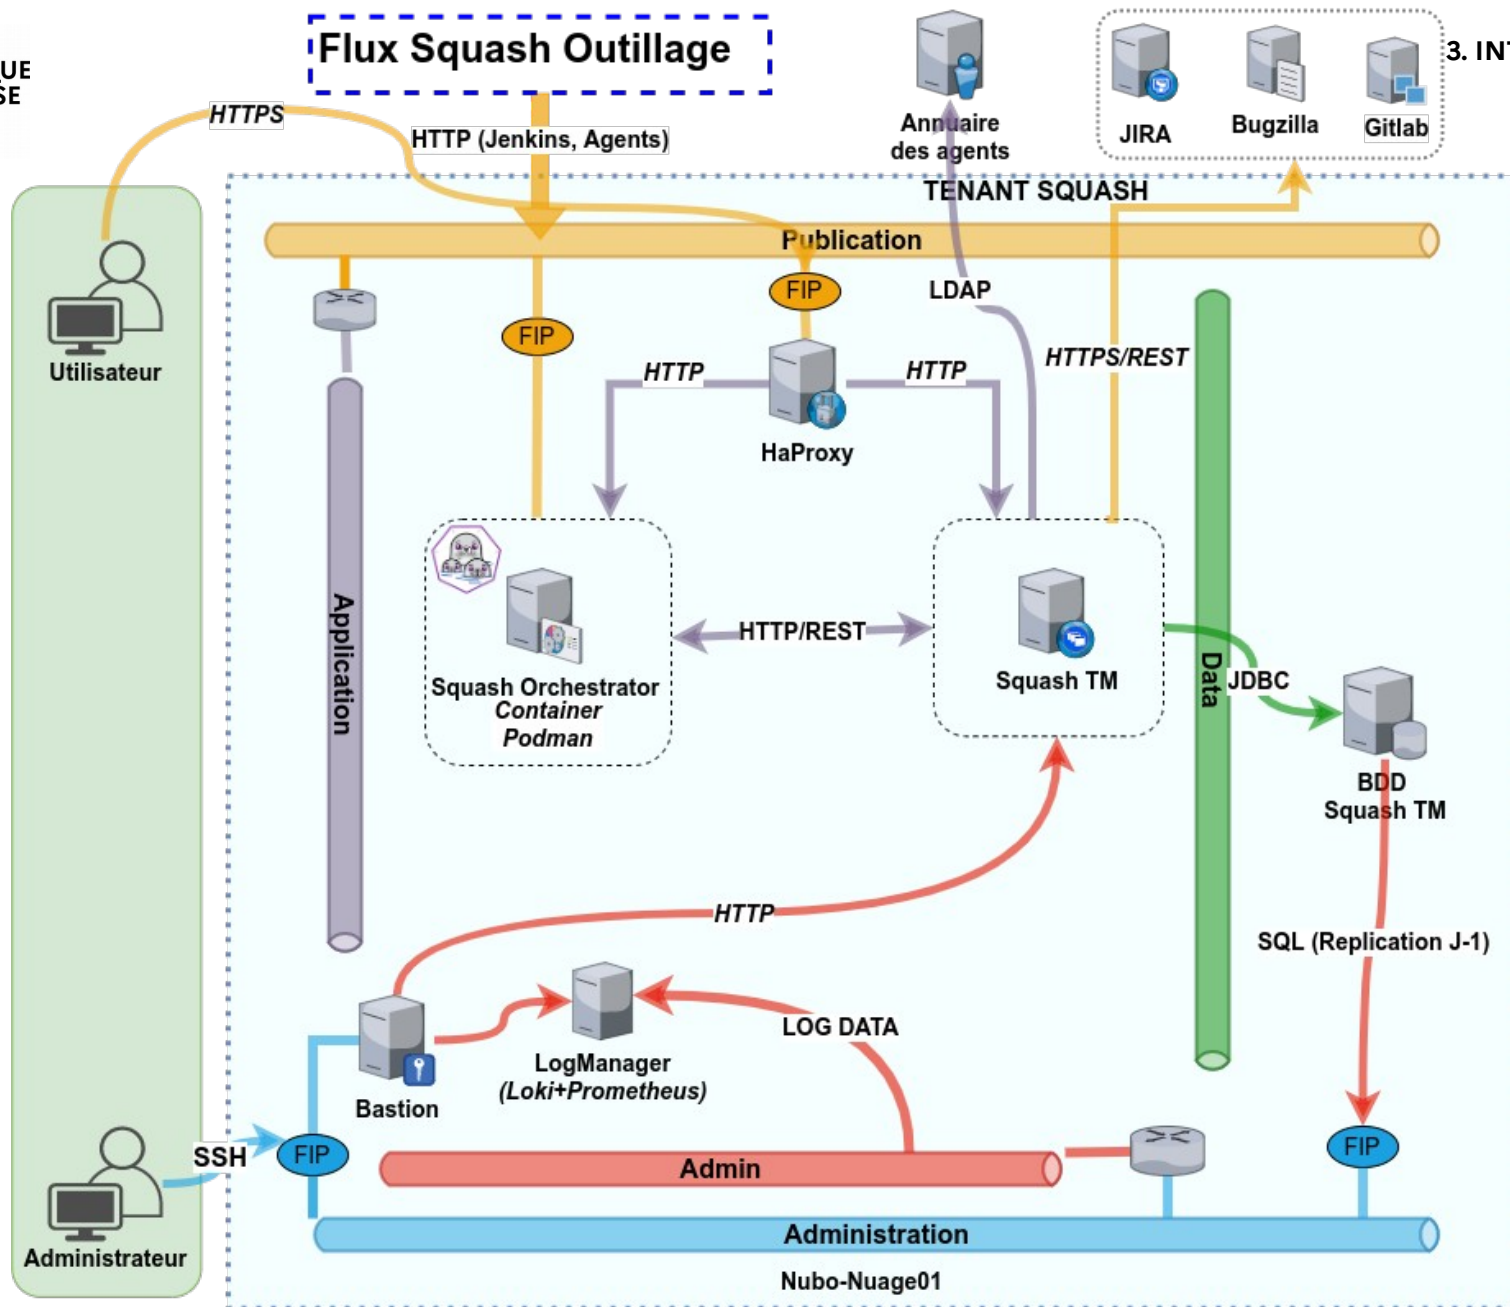 UE
SE
Flux Squash Outillage
3. INT
HTTPS
HTTP (Jenkins, Agents)
Annuaire
des agents
JIRA
Bugzilla
Gitlab
TENANT SQUASH
Publication
FIP
LDAP
FIP
HTTPS/REST
Utilisateur
HTTP
HTTP
HaProxy
Application
HTTP/REST
Squash Orchestrator
Container
Podman
Squash TM
Data
JDBC
BDD
Squash TM
HTTP
SQL (Replication J-1)
LOG DATA
LogManager
(Loki+Prometheus)
Bastion
SSH
FIP
FIP
Admin
Administration
Administrateur
Nubo-Nuage01